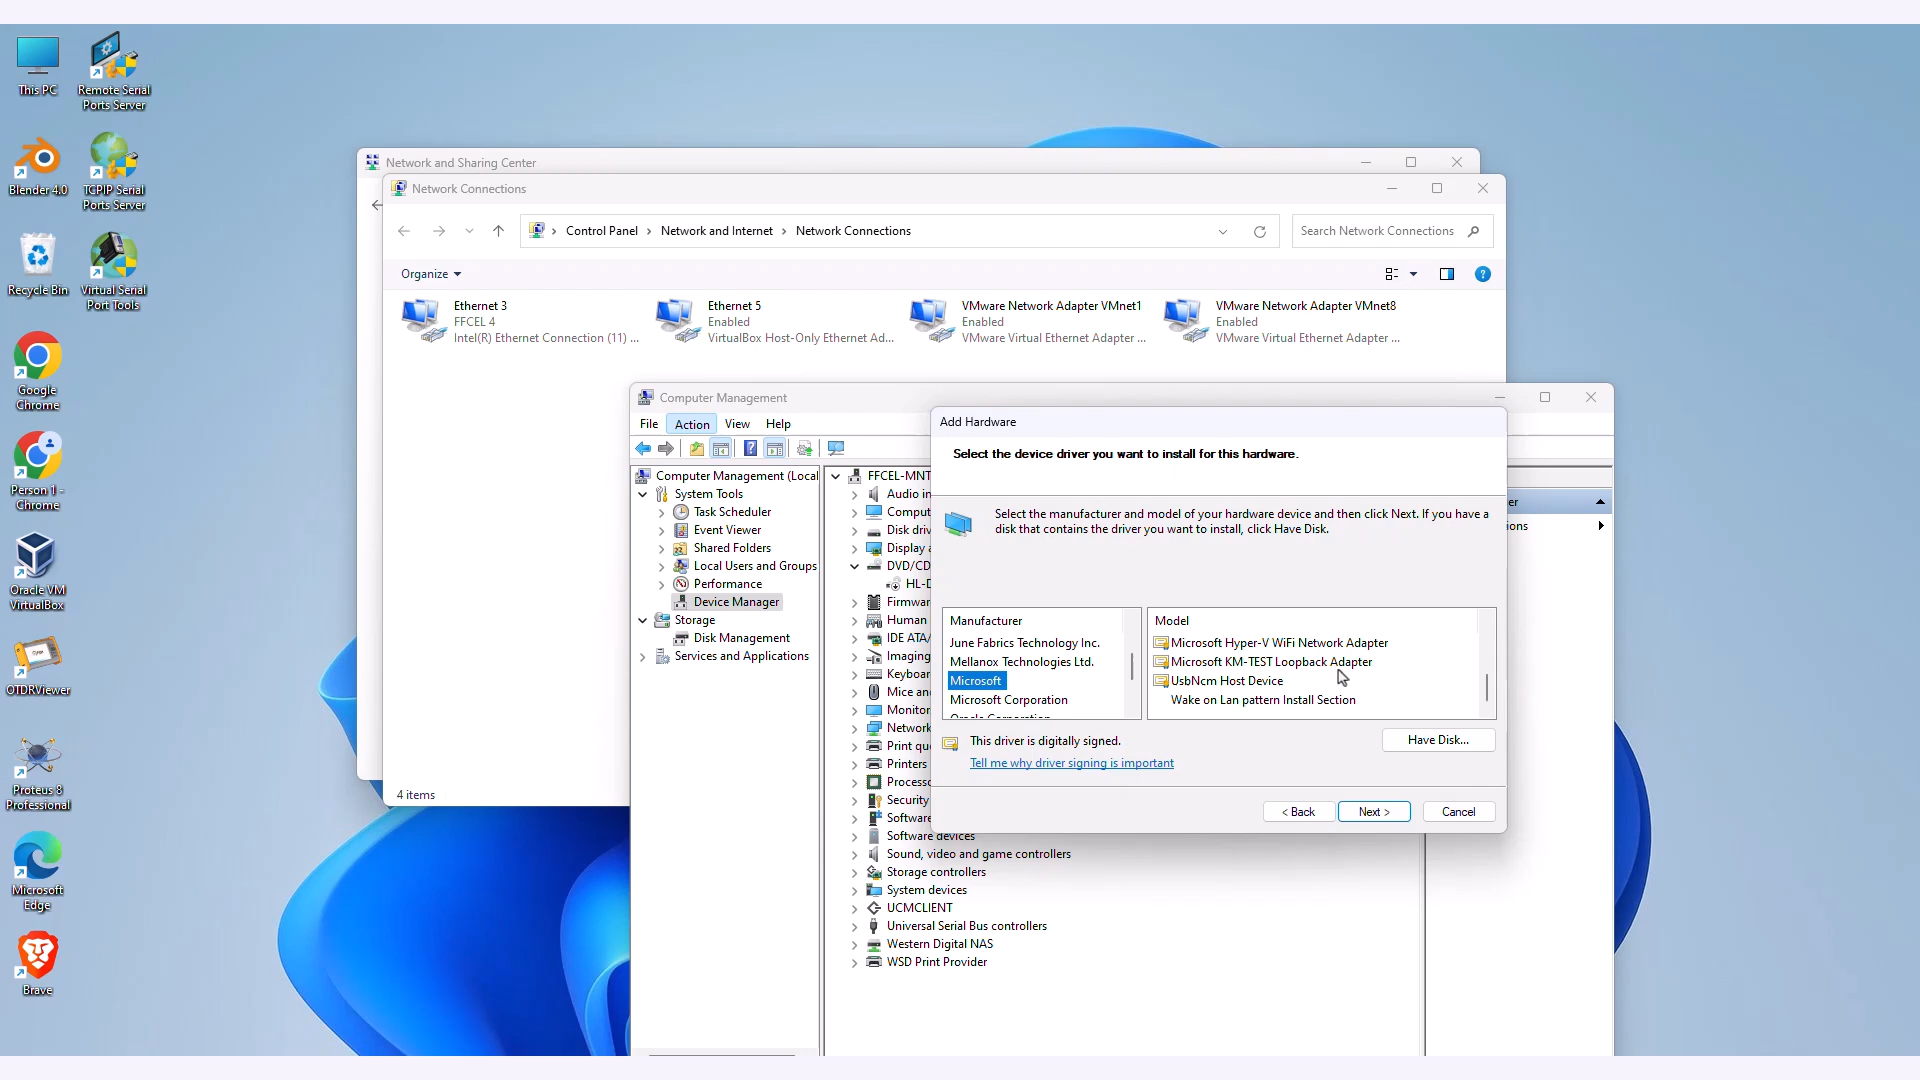 This PC
Remote Serial
Ports Server
Blender 4.0
TCPIP Serial
Ports Server
Recycle Bin
Virtual Serial
Port Tools
Google
Chrome
Person 1 -
Chrome
Oracle VM
VirtualBox
OTDRViewer
Proteus 8
Professional
Microsoft
Edge
Brave
Network and Sharing Center
Network Connections
Control Panel > Network and Internet > Network Connections
Search Network Connections
Organize
Ethernet 3
FFCEL 4
Intel(R) Ethernet Connection (11) ...
Ethernet 5
Enabled
VirtualBox Host-Only Ethernet Ad...
VMware Network Adapter VMnet1
Enabled
VMware Virtual Ethernet Adapter ...
VMware Network Adapter VMnet8
Enabled
VMware Virtual Ethernet Adapter ...
4 items
Computer Management
File Action View Help
Computer Management (Local
System Tools
Task Scheduler
Event Viewer
Shared Folders
Local Users and Groups
Performance
Device Manager
Storage
Disk Management
Services and Applications
FFCEL-MNT
Audio in
Comput
Disk driv
Display a
DVD/CD
HL-D
Firmwar
Human
IDE ATA/
Imaging
Keyboar
Mice and
Monitor
Network
Print que
Printers
Processo
Security
Software
Software devices
Sound, video and game controllers
Storage controllers
System devices
UCMCLIENT
Universal Serial Bus controllers
Western Digital NAS
WSD Print Provider
er
ions
Add Hardware
Select the device driver you want to install for this hardware.
Select the manufacturer and model of your hardware device and then click Next. If you have a
disk that contains the driver you want to install, click Have Disk.
Manufacturer
June Fabrics Technology Inc.
Mellanox Technologies Ltd.
Microsoft
Microsoft Corporation
Oracle Corporation
Model
Microsoft Hyper-V WiFi Network Adapter
Microsoft KM-TEST Loopback Adapter
UsbNcm Host Device
Wake on Lan pattern Install Section
This driver is digitally signed.
Have Disk...
Tell me why driver signing is important
< Back
Next >
Cancel